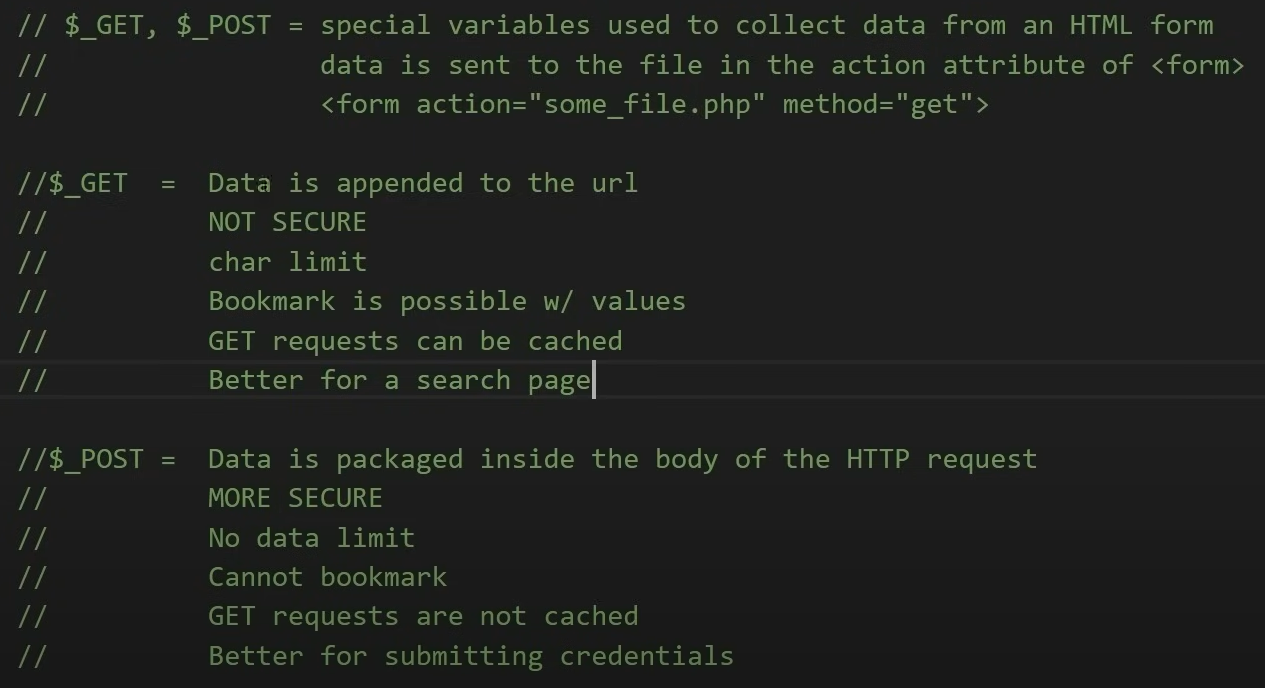 // $_GET, $_POST = special variables used to collect data from an HTML form
// data is sent to the file in the action attribute of <form>
// <form action="some_file.php" method="get">
//$_GET = Data is appended to the url
// NOT SECURE
// char limit
// Bookmark is possible w/ values
// GET requests can be cached
// Better for a search page
//$_POST = Data is packaged inside the body of the HTTP request
// MORE SECURE
// No data limit
// Cannot bookmark
// GET requests are not cached
// Better for submitting credentials